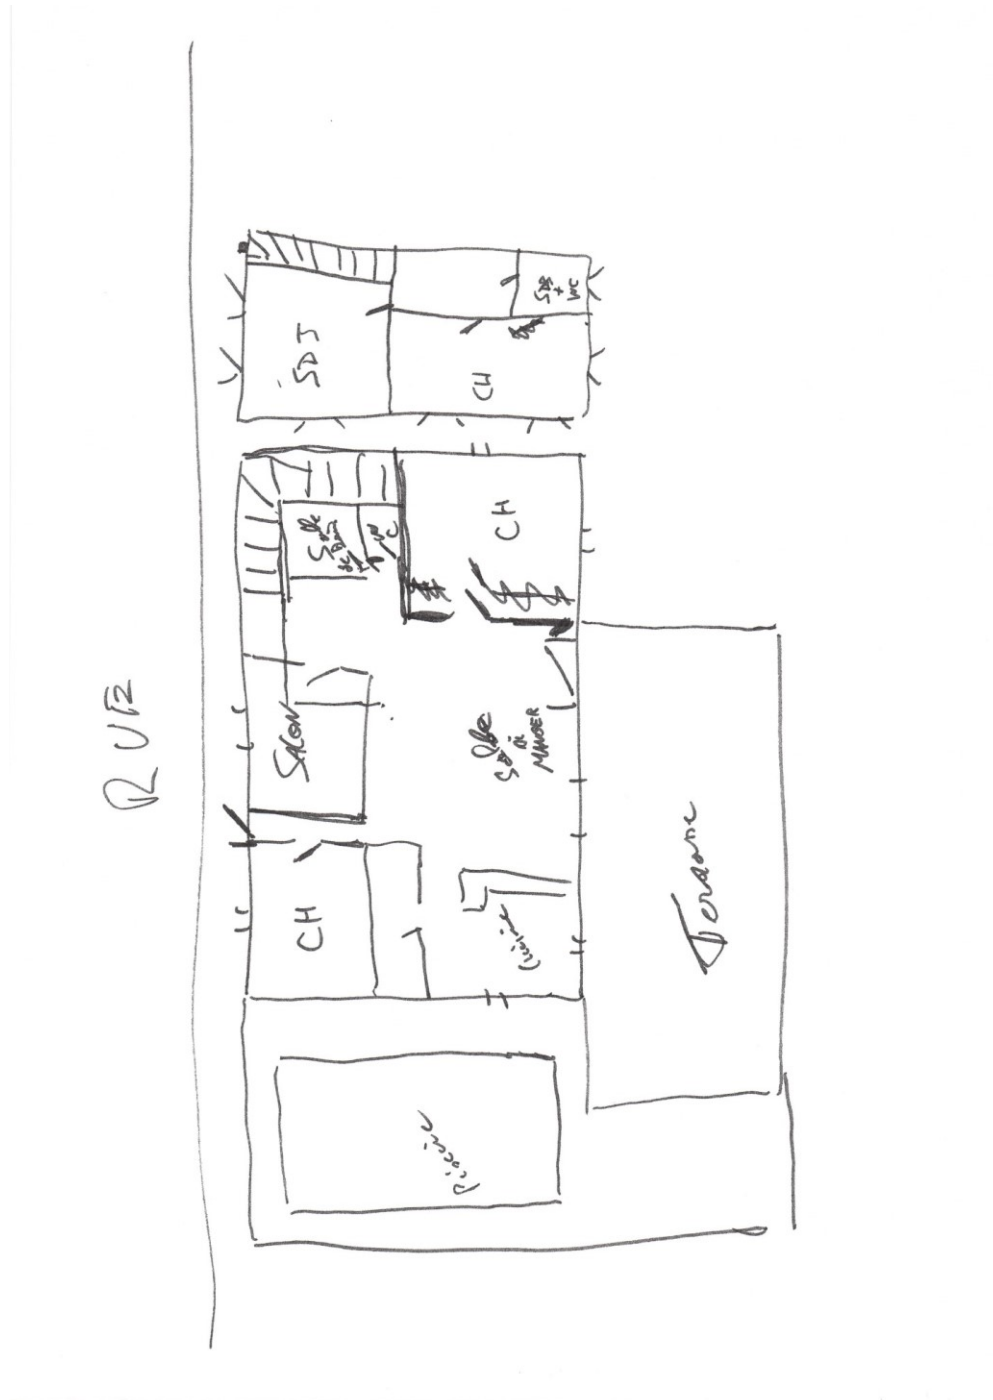 RUE
SDJ
CH
SDB
+
WC
Salle
de
Bain
WC
CH
SALON
Salle
à
MANGER
CH
Cuisine
Terrasse
piscine